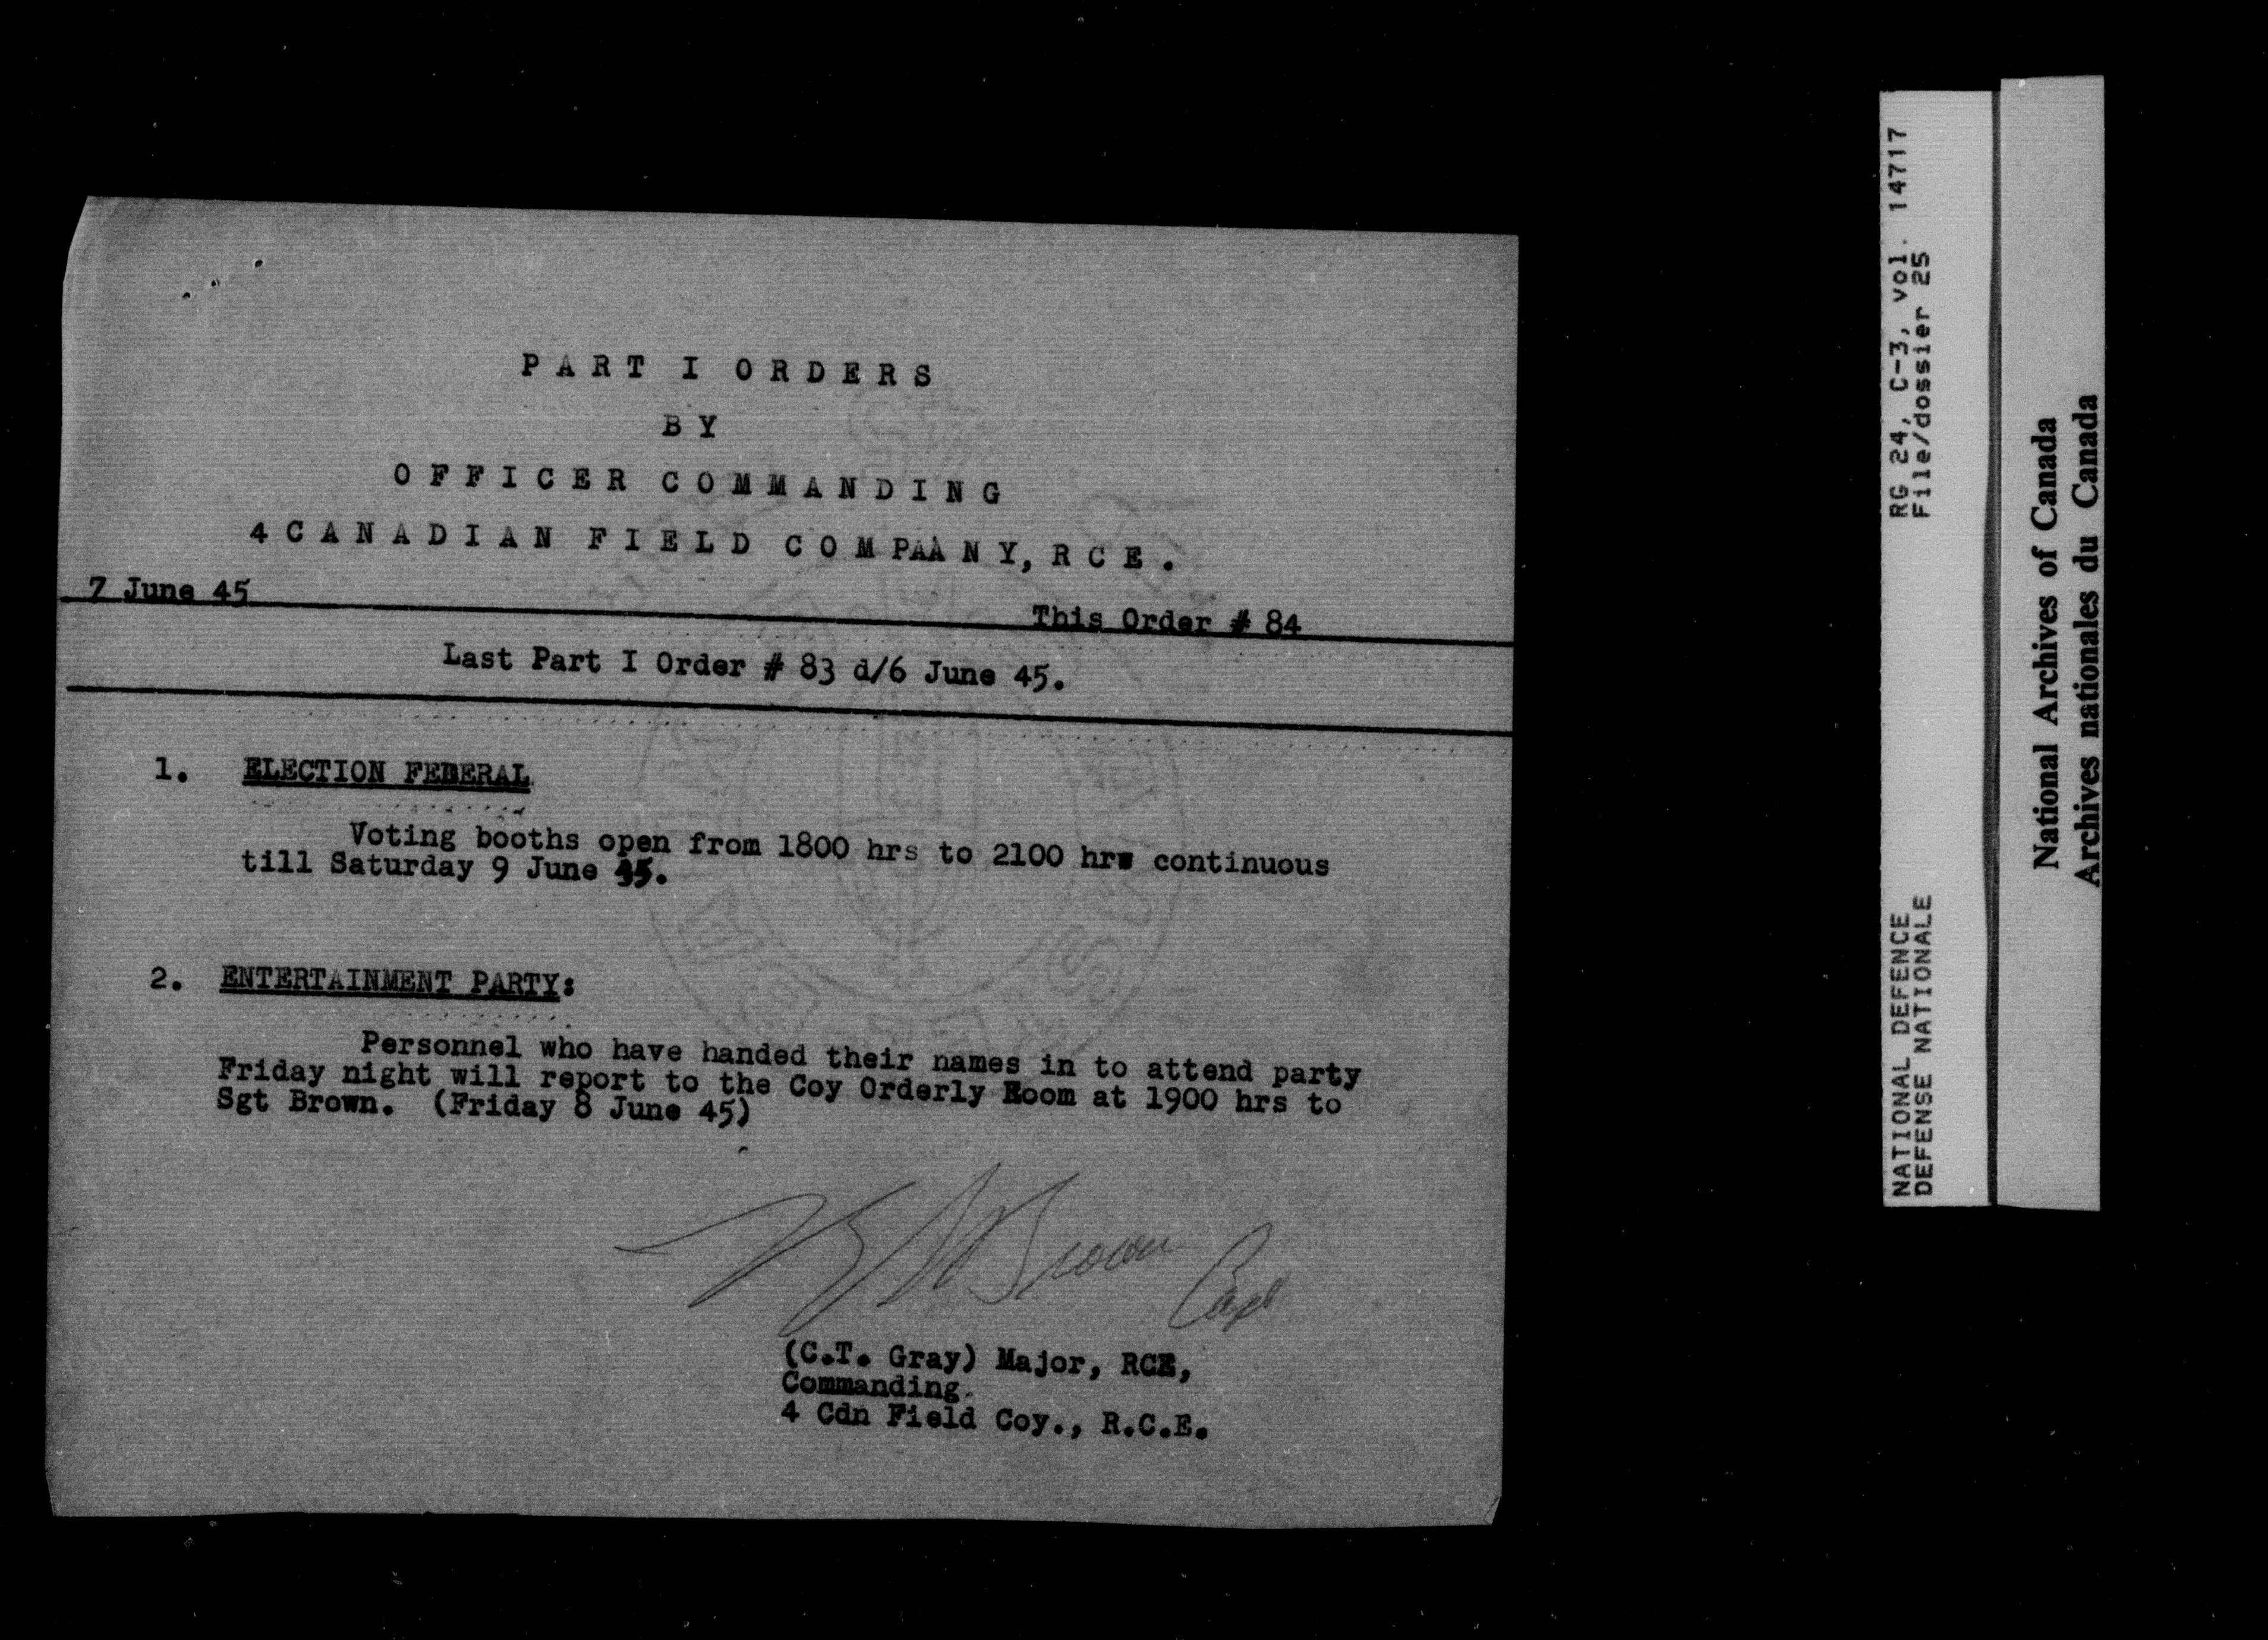 PART I ORDERS
BY
OFFICER COMMANDING
4 CANADIAN FIELD COMPAANY, RCE.
7 June 45
This Order # 84
Last Part I Order # 83 d/6 June 45.
1. ELECTION FEDERAL
Voting booths open from 1800 hrs to 2100 hrs continuous
till Saturday 9 June 45.
2. ENTERTAINMENT PARTY:
Personnel who have handed their names in to attend party
Friday night will report to the Coy Orderly Room at 1900 hrs to
Sgt Brown. (Friday 8 June 45)
Brown Capt
(C.T. Gray) Major, RCE,
Commanding.
4 Cdn Field Coy., R.C.E.
NATIONAL DEFENCE RG 24, C-3, vol. 14717
DEFENSE NATIONALE File/dossier 25
National Archives of Canada
Archives nationales du Canada